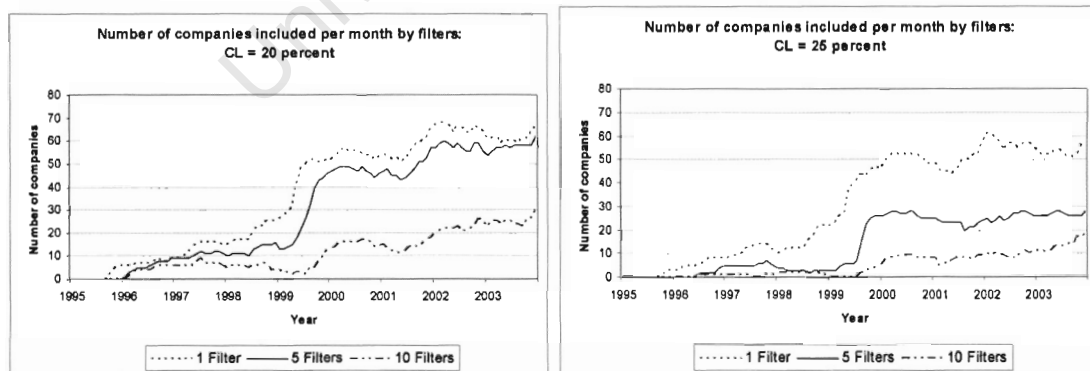 Number of companies included per month by filters:
CL = 20 percent
Number of companies
80
70
60
50
40
30
20
10
0
1995 1996 1997 1998 1999 2000 2001 2002 2003
Year
1 Filter 5 Filters 10 Filters
Number of companies included per month by filters:
CL = 25 percent
Number of companies
80
70
60
50
40
30
20
10
0
1995 1996 1997 1998 1999 2000 2001 2002 2003
Year
1 Filter 5 Filters 10 Filters